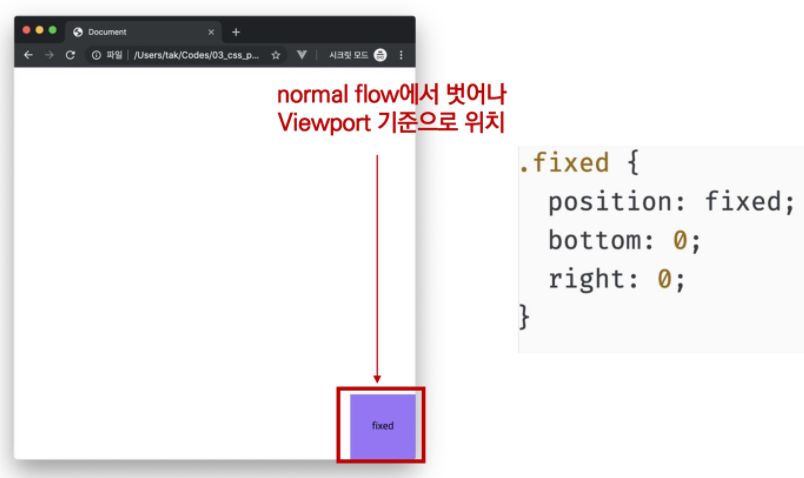 Document
파일 | /Users/tak/Codes/03_css_p...
시크릿 모드
normal flow에서 벗어나
Viewport 기준으로 위치
fixed
.fixed {
position: fixed;
bottom: 0;
right: 0;
}